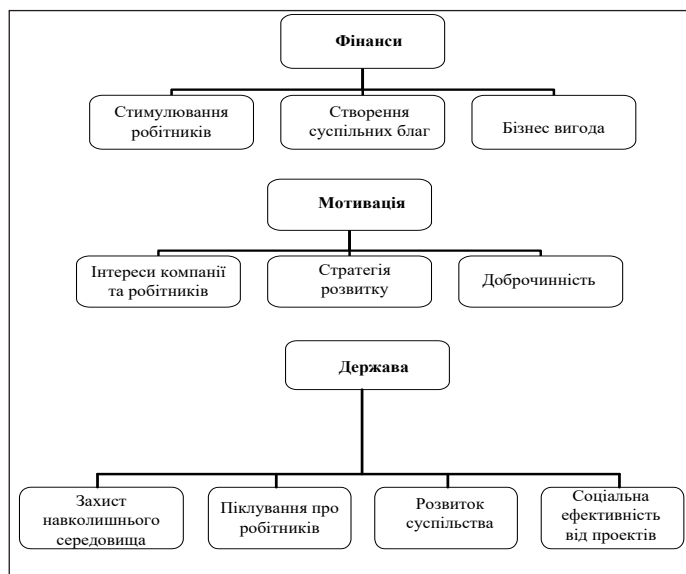 Фінанси
Стимулювання
робітників
Створення
суспільних благ
Бізнес вигода
Мотивація
Інтереси компанії
та робітників
Стратегія
розвитку
Доброчинність
Держава
Захист
навколишнього
середовища
Піклування про
робітників
Розвиток
суспільства
Соціальна
ефективність
від проектів